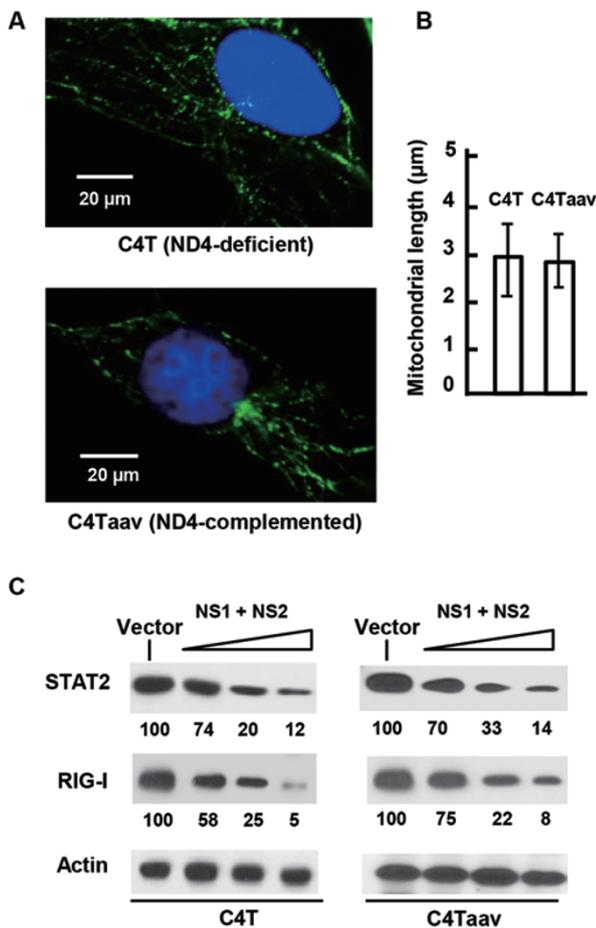 A
20 µm
C4T (ND4-deficient)
20 µm
C4Taav (ND4-complemented)
B
Mitochondrial length (µm)
5
4
3
2
1
0
C4T C4Taav
C
Vector NS1 + NS2 Vector NS1 + NS2
STAT2
100 74 20 12 100 70 33 14
RIG-I
100 58 25 5 100 75 22 8
Actin
C4T C4Taav